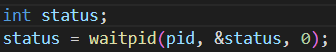 int status;
status = waitpid(pid, &status, 0);